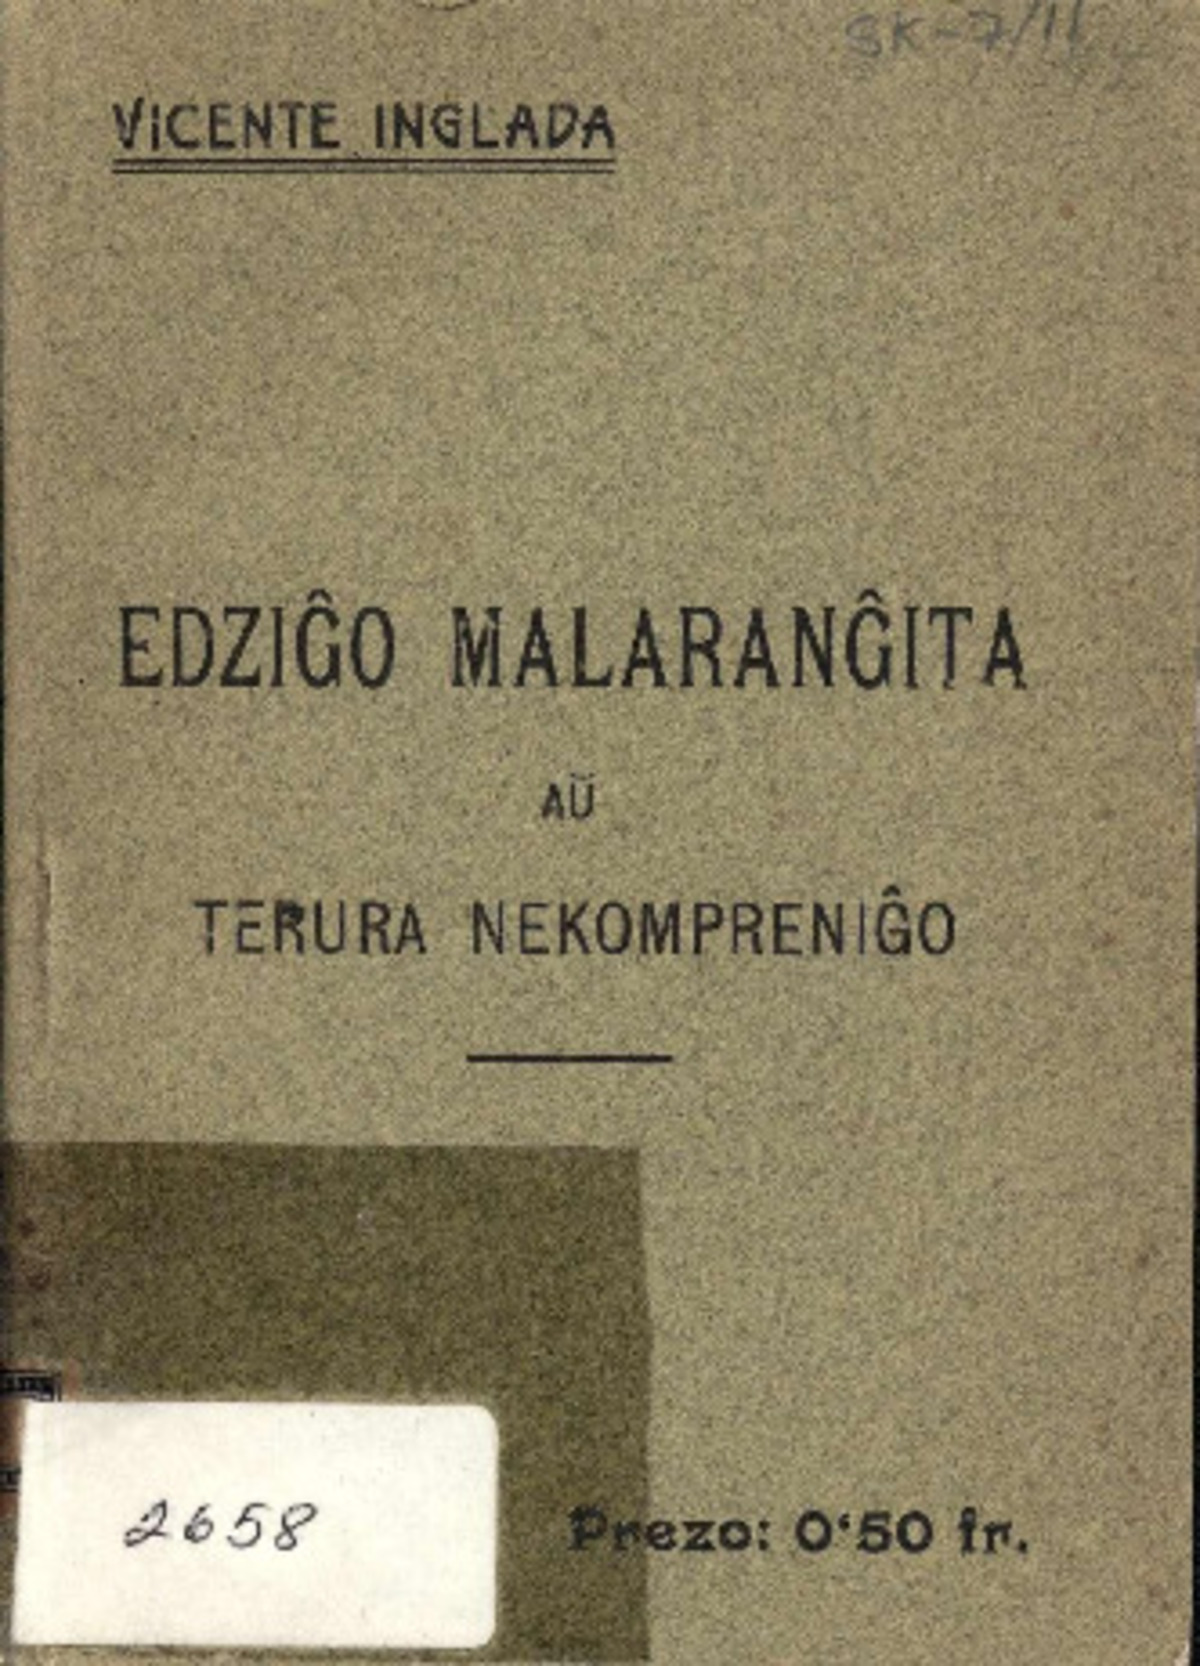 SK-7/11
VICENTE INGLADA
EDZIĜO MALARANĜITA
AŬ
TERURA NEKOMPRENIĜO
2658
Prezo: 0'50 fr.